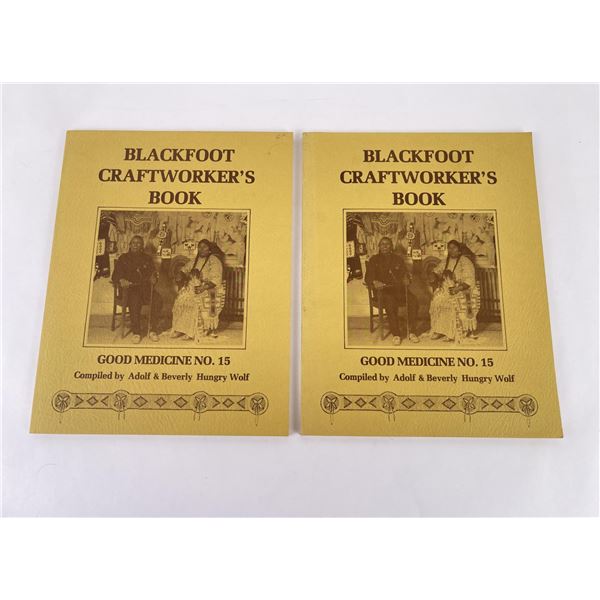 BLACKFOOT
CRAFTWORKER'S
BOOK
GOOD MEDICINE NO. 15
Compiled by Adolf & Beverly Hungry Wolf
BLACKFOOT
CRAFTWORKER'S
BOOK
GOOD MEDICINE NO. 15
Compiled by Adolf & Beverly Hungry Wolf